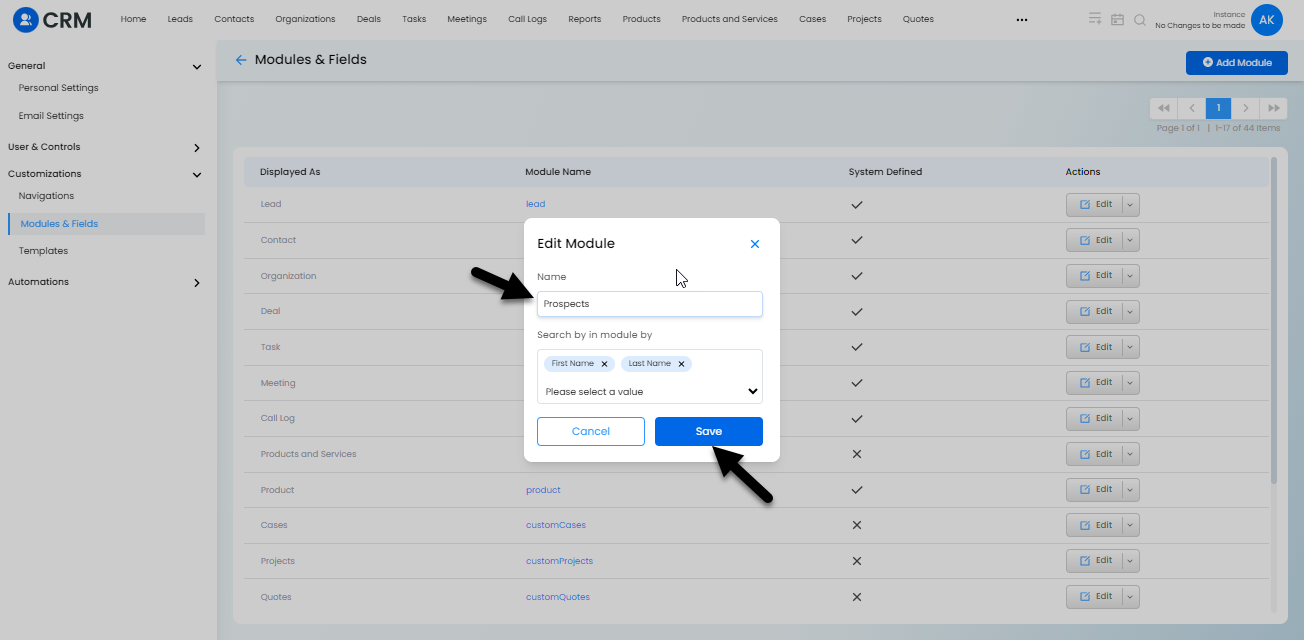 CRM
Home Leads Contacts Organizations Deals Tasks Meetings Call Logs Reports Products Products and Services Cases Projects Quotes ...
Instance
No Changes to be made
AK
General
Personal Settings
Email Settings
User & Controls
Customizations
Navigations
Modules & Fields
Templates
Automations
Modules & Fields
Add Module
1
Page 1 of 1 | 1-17 of 44 items
Displayed As Module Name System Defined Actions
Lead lead Edit
Contact Edit
Organization Edit
Deal Edit
Task Edit
Meeting Edit
Call Log Edit
Products and Services Edit
Product product Edit
Cases customCases Edit
Projects customProjects Edit
Quotes customQuotes Edit
Edit Module
Name
Prospects
Search by in module by
First Name Last Name
Please select a value
Cancel Save